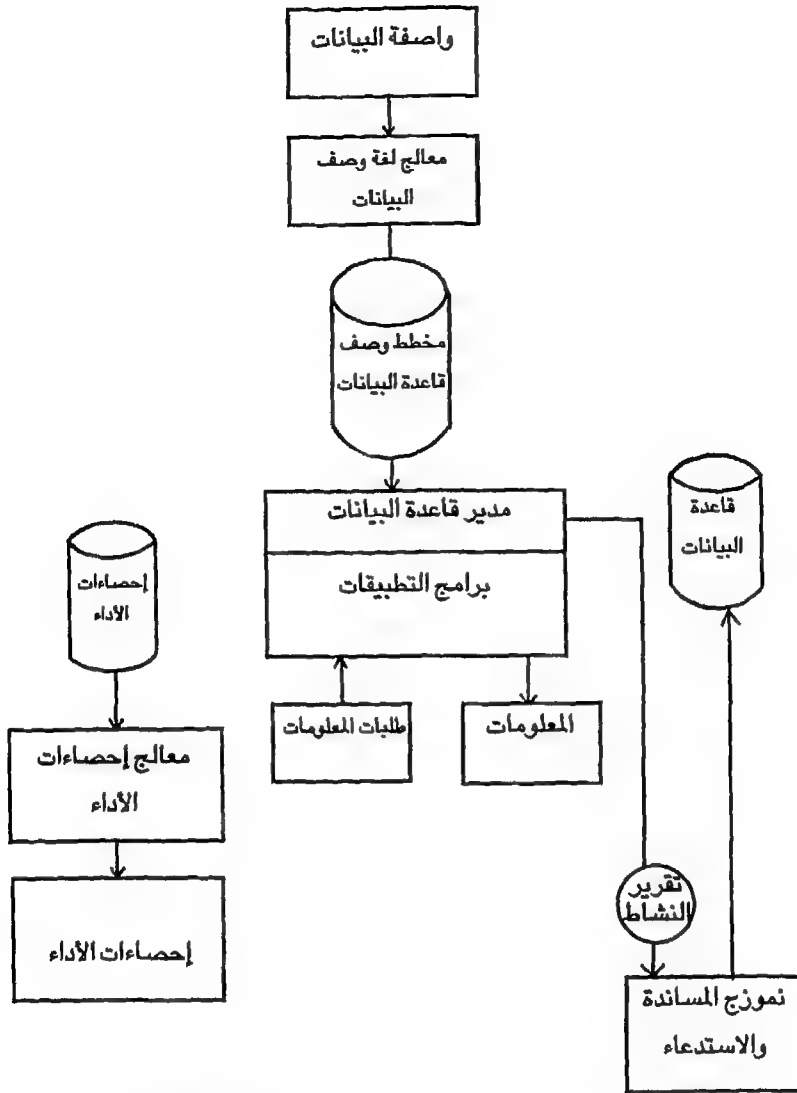 واصفة البيانات
معالج لغة وصف
البيانات
مخطط وصف
قاعدة البيانات
مدير قاعدة البيانات
برامج التطبيقات
قاعدة
البيانات
إحصاءات
الأداء
طلبات المعلومات
المعلومات
معالج إحصاءات
الأداء
إحصاءات الأداء
تقرير
النشاط
نموزج المساندة
والاستدعاء